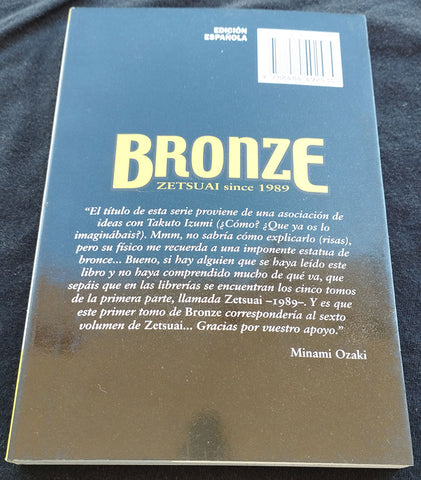 EDICIÓN
ESPAÑOLA
BRONZE
ZETSUAI since 1989
“El título de esta serie proviene de una asociación de
ideas con Takuto Izumi (¿Cómo? ¿Que ya os lo
imaginábais?). Mmm, no sabría cómo explicarlo (risas),
pero su físico me recuerda a una imponente estatua de
bronce... Bueno, si hay alguien que se haya leído este
libro y no haya comprendido mucho de qué va, que
sepáis que en las librerías se encuentran los cinco tomos
de la primera parte, llamada Zetsuai –1989–. Y es que
este primer tomo de Bronze correspondería al sexto
volumen de Zetsuai... Gracias por vuestro apoyo.”
Minami Ozaki